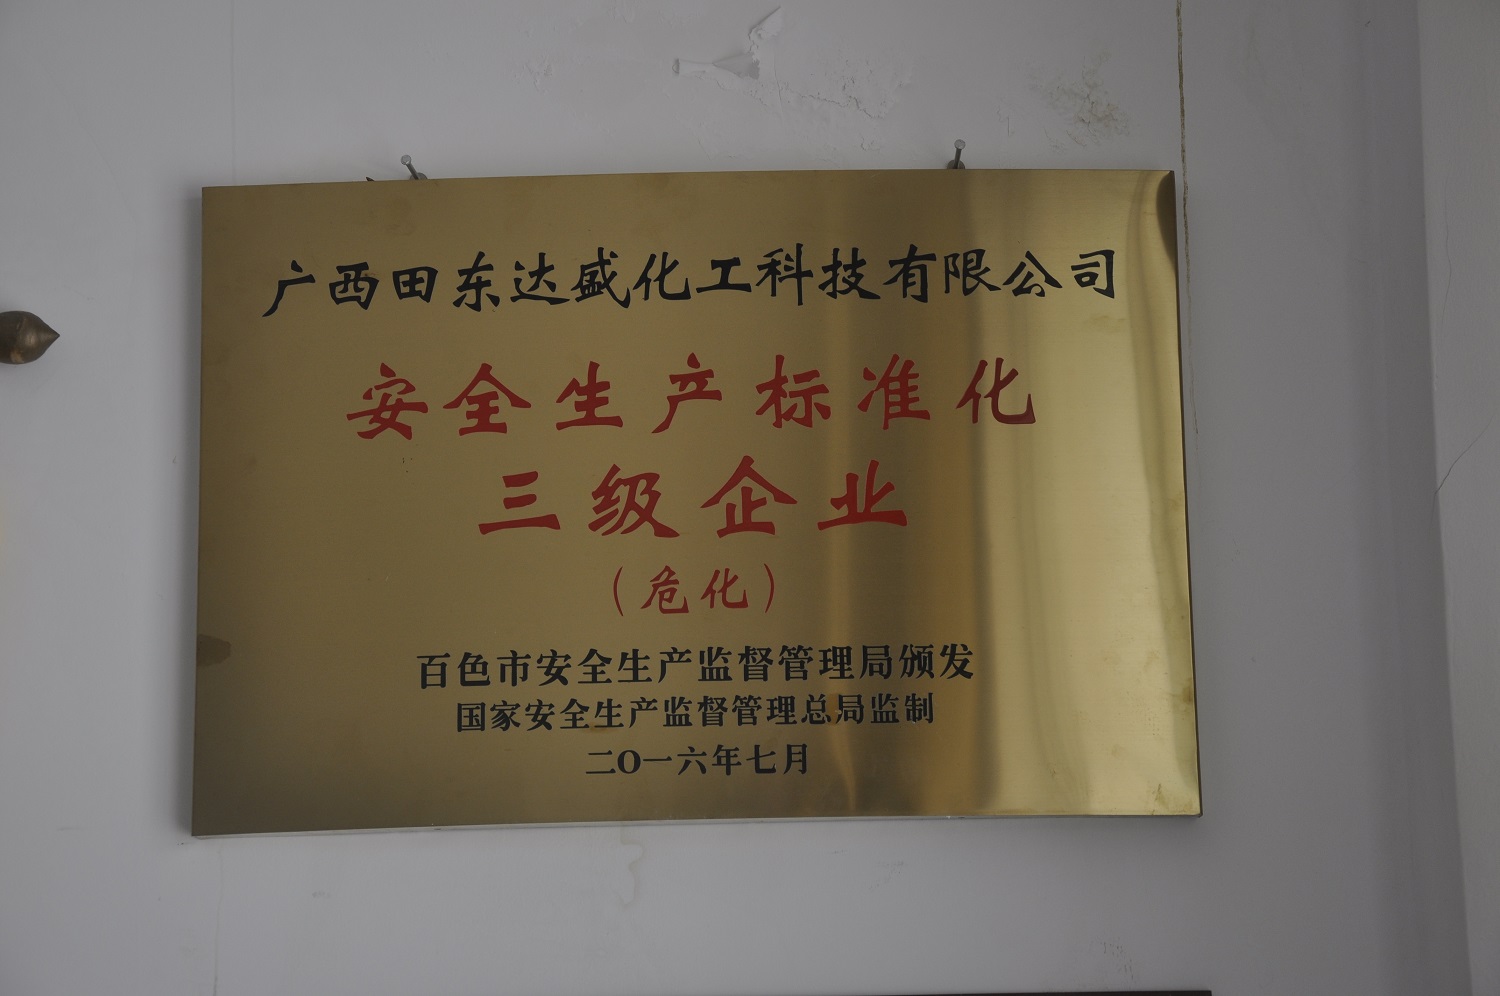 广西田东达盛化工科技有限公司
安全生产标准化
三级企业
（危化）
百色市安全生产监督管理局颁发
国家安全生产监督管理总局监制
二〇一六年七月